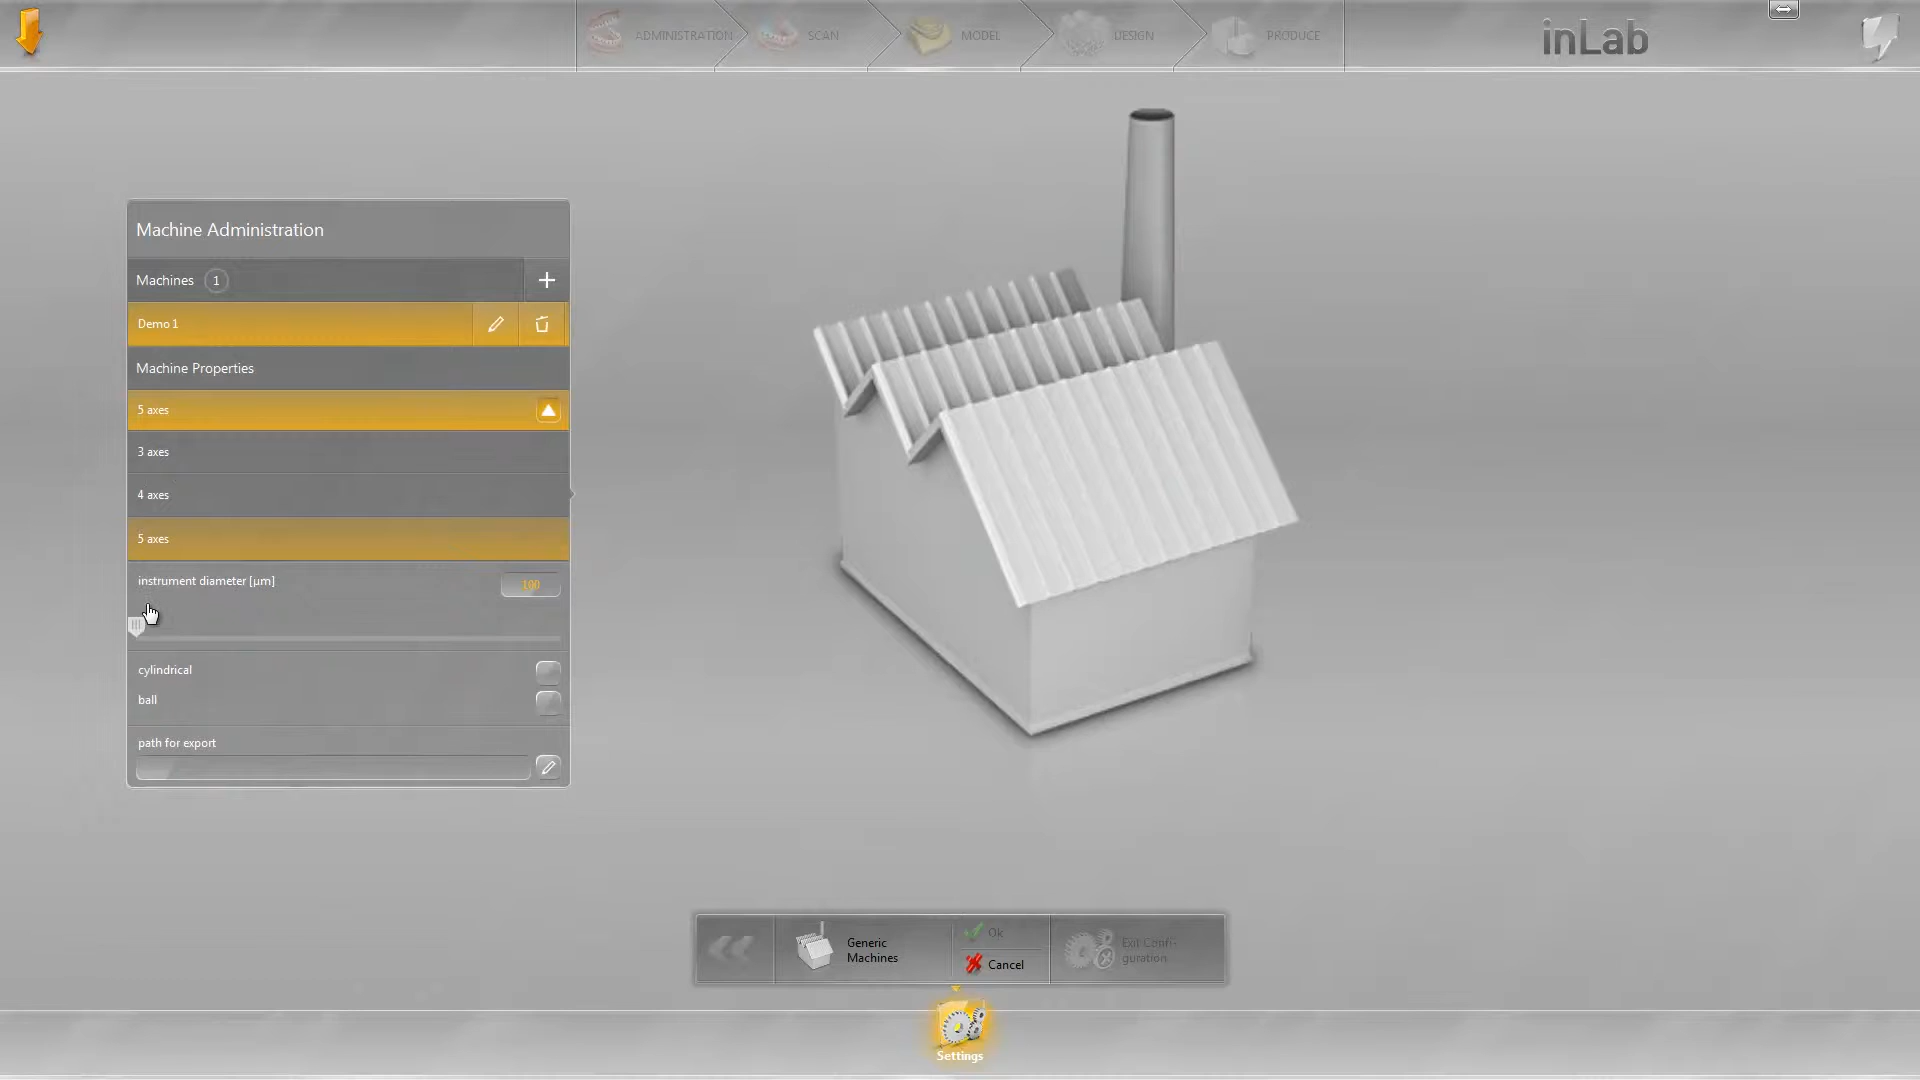 ADMINISTRATION
SCAN
MODEL
DESIGN
PRODUCE
inLab
Machine Administration
Machines 1
Demo 1
Machine Properties
5 axes
3 axes
4 axes
5 axes
instrument diameter [µm] 100
cylindrical
ball
path for export
Generic
Machines
Ok
Cancel
Exit Confi-
guration
Settings